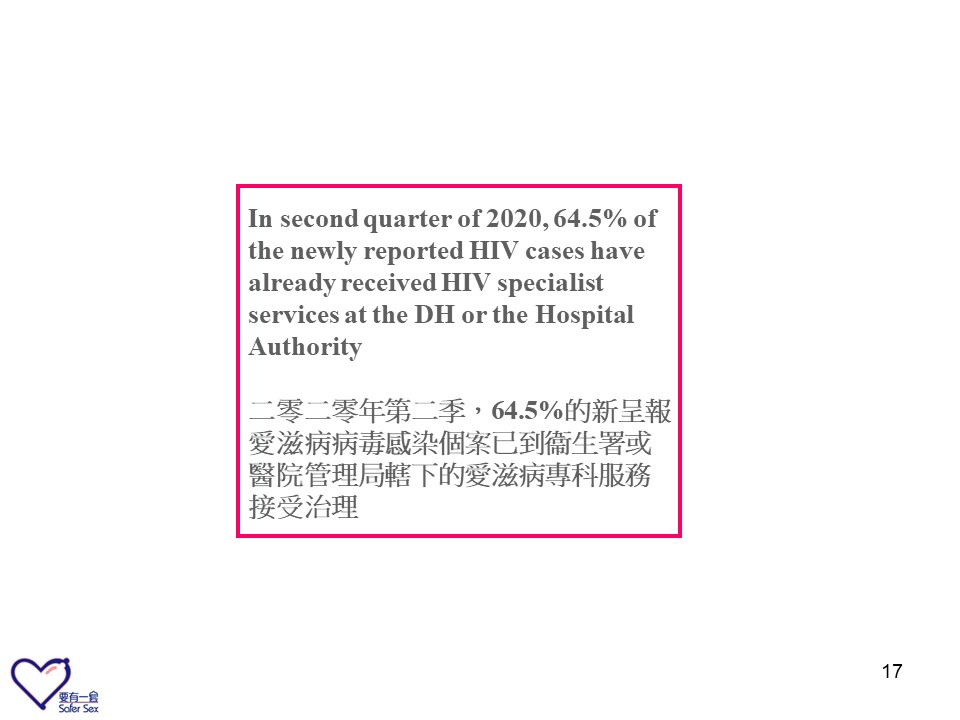 In second quarter of 2020, 64.5% of
the newly reported HIV cases have
already received HIV specialist
services at the DH or the Hospital
Authority
二零二零年第二季，64.5%的新呈報
愛滋病病毒感染個案已到衞生署或
醫院管理局轄下的愛滋病專科服務
接受治理
要有一套
Safer Sex
17